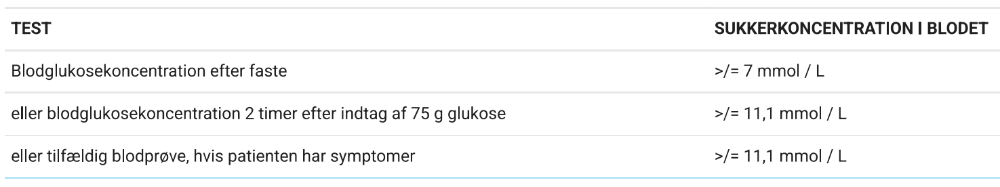 TEST SUKKERKONCENTRATION I BLODET
Blodglukosekoncentration efter faste >/= 7 mmol / L
eller blodglukosekoncentration 2 timer efter indtag af 75 g glukose >/= 11,1 mmol / L
eller tilfældig blodprøve, hvis patienten har symptomer >/= 11,1 mmol / L